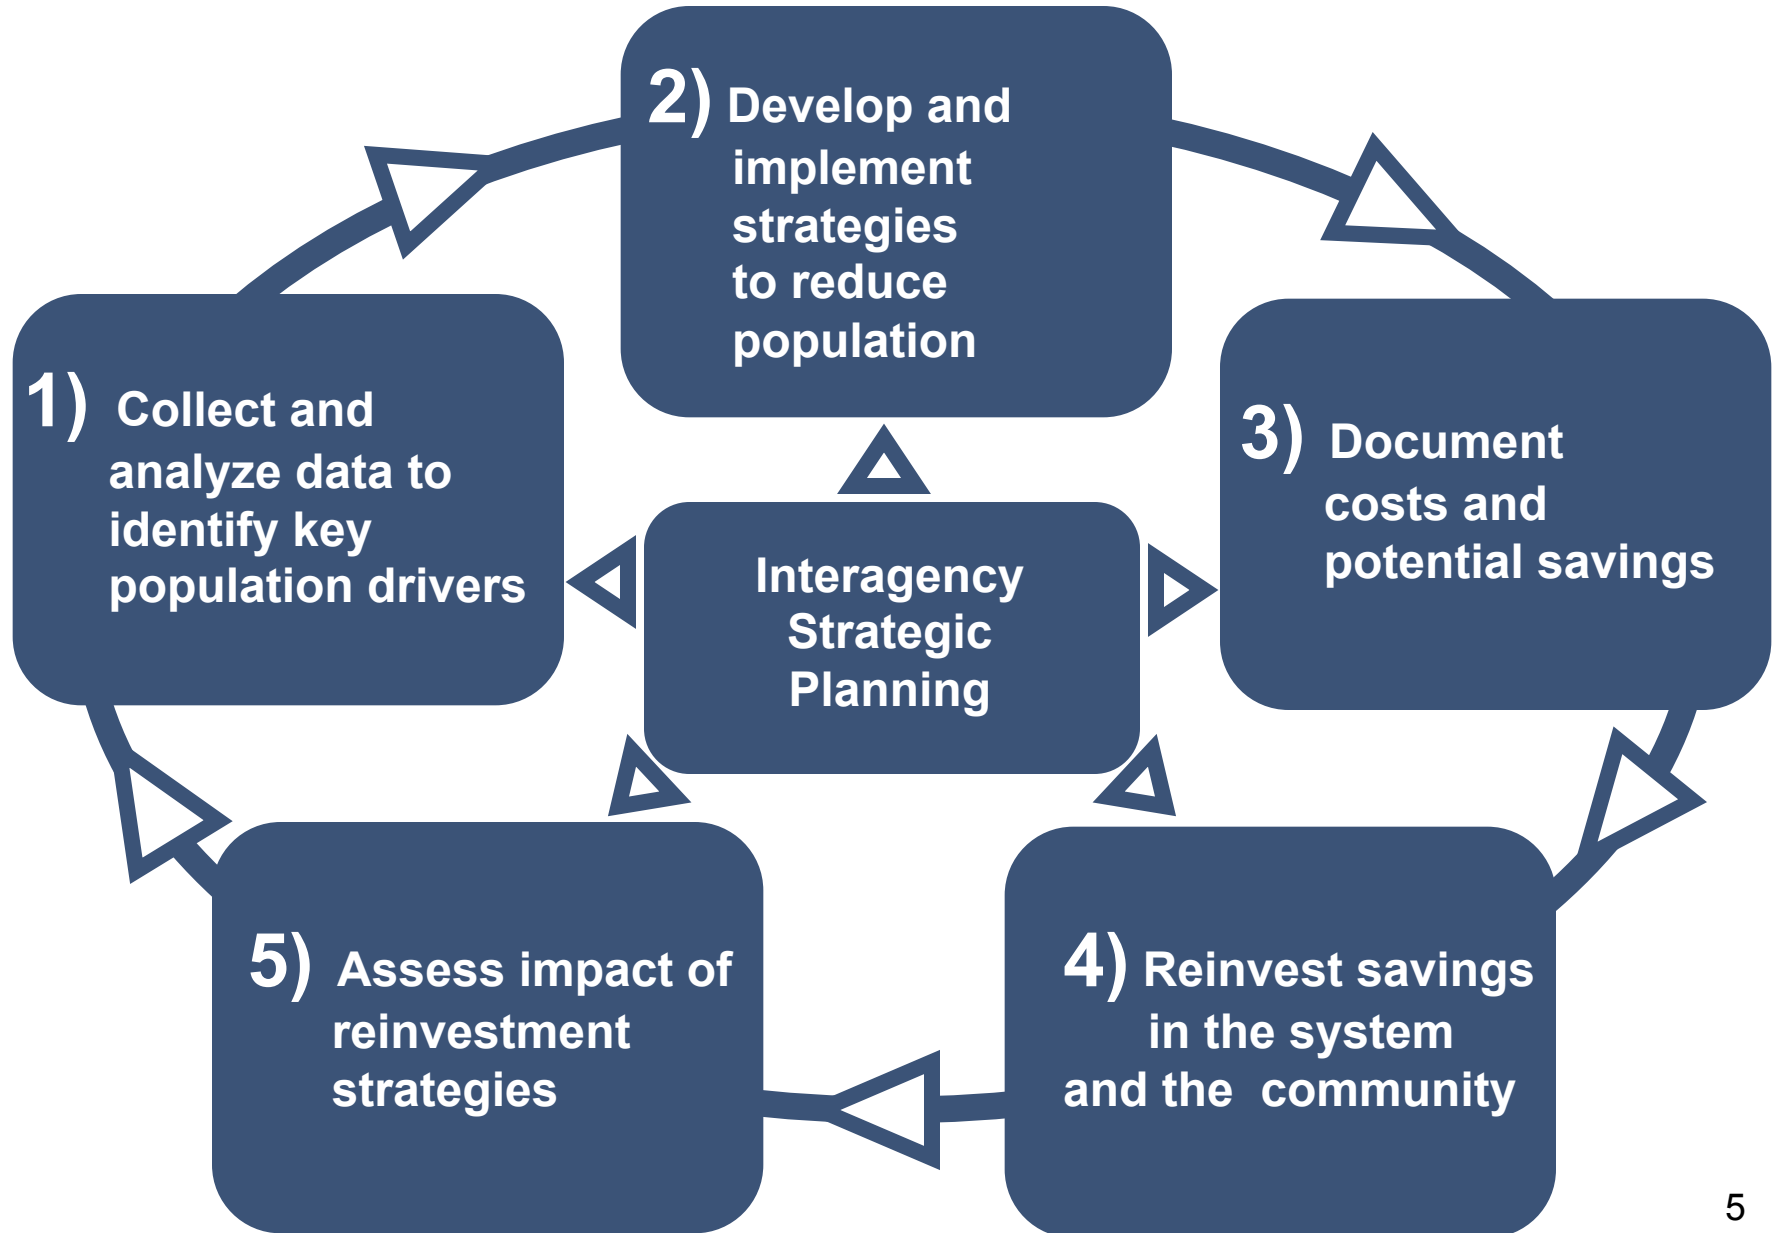 1) Collect and
analyze data to
identify key
population drivers
2) Develop and
implement
strategies
to reduce
population
3) Document
costs and
potential savings
4) Reinvest savings
in the system
and the community
5) Assess impact of
reinvestment
strategies
Interagency
Strategic
Planning
5